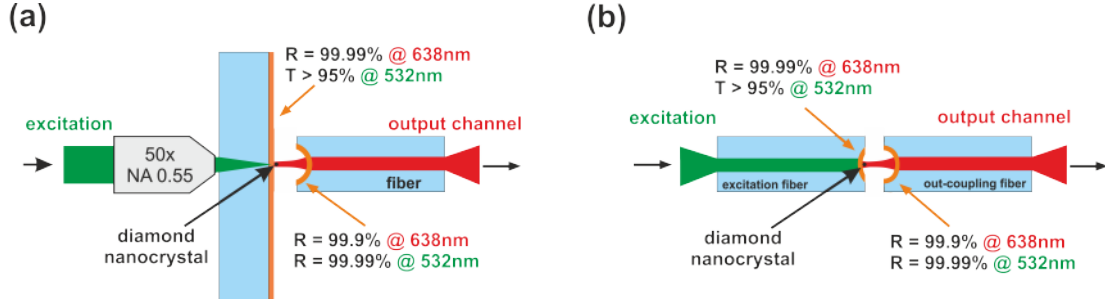 (a)
R = 99.99% @ 638nm
T > 95% @ 532nm
excitation
output channel
50x
NA 0.55
fiber
diamond
nanocrystal
R = 99.9% @ 638nm
R = 99.99% @ 532nm
(b)
R = 99.99% @ 638nm
T > 95% @ 532nm
excitation
output channel
excitation fiber
out-coupling fiber
diamond
nanocrystal
R = 99.9% @ 638nm
R = 99.99% @ 532nm